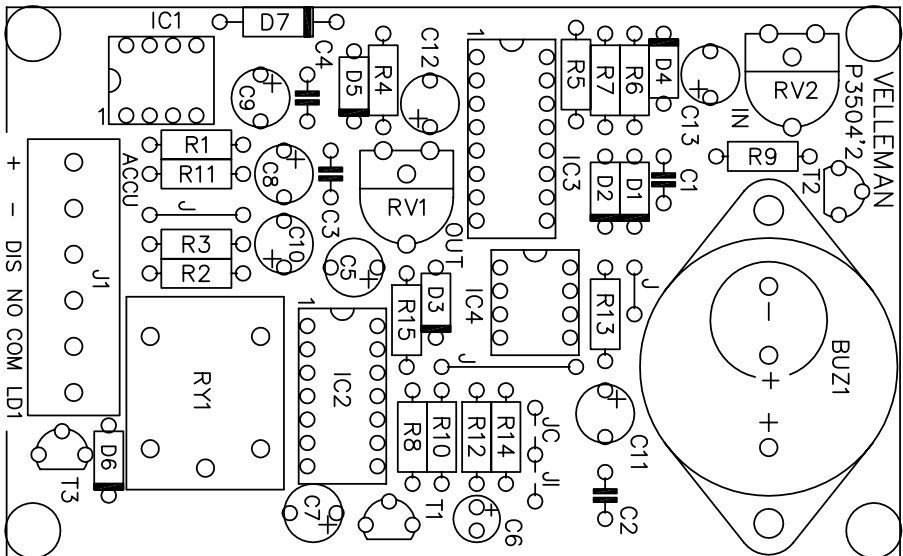 IC1
D7
C4
D5
R4
C12
1
R5
R7
R6
D4
C13
IN
RV2
VELLEMAN
P3504'2
C9
1
R1
R11
ACCU
C8
C3
RV1
OUT
IC3
D2
D1
C1
R9
T2
+
-
DIS
NO
COM
LD1
J1
J
R3
R2
C10
C5
1
R15
D3
IC4
R13
J
BUZ1
-
+
+
RY1
IC2
J
R8
R10
R12
R14
JC
JI
C11
C2
D6
T3
C7
T1
C6
+
+
+
+
+
+
+
+
+